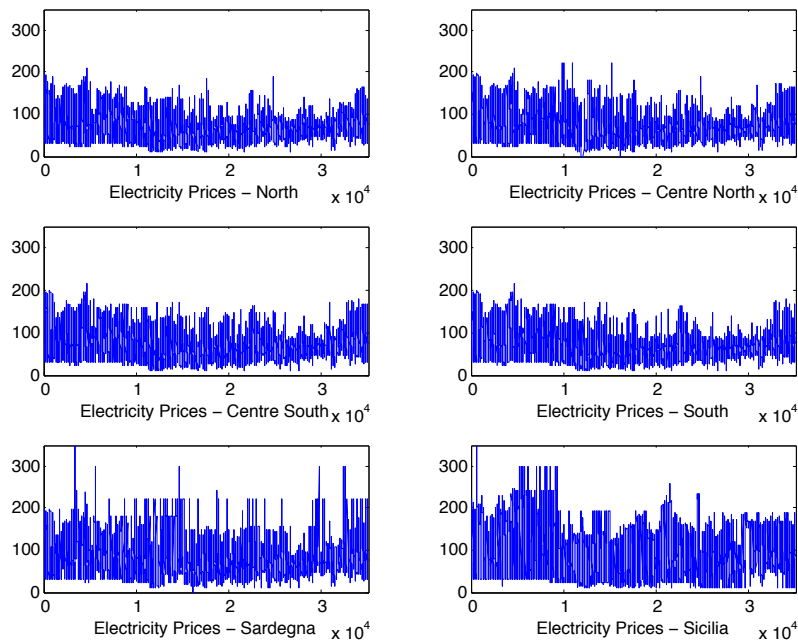 300
200
100
0
0 1 2 3
x 10^4
Electricity Prices − North
300
200
100
0
0 1 2 3
x 10^4
Electricity Prices − Centre North
300
200
100
0
0 1 2 3
x 10^4
Electricity Prices − Centre South
300
200
100
0
0 1 2 3
x 10^4
Electricity Prices − South
300
200
100
0
0 1 2 3
x 10^4
Electricity Prices − Sardegna
300
200
100
0
0 1 2 3
x 10^4
Electricity Prices − Sicilia